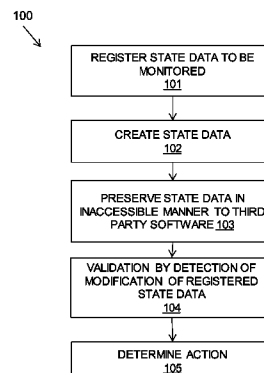 100
REGISTER STATE DATA TO BE
MONITORED
101
CREATE STATE DATA
102
PRESERVE STATE DATA IN
INACCESSIBLE MANNER TO THIRD
PARTY SOFTWARE 103
VALIDATION BY DETECTION OF
MODIFICATION OF REGISTERED
STATE DATA
104
DETERMINE ACTION
105